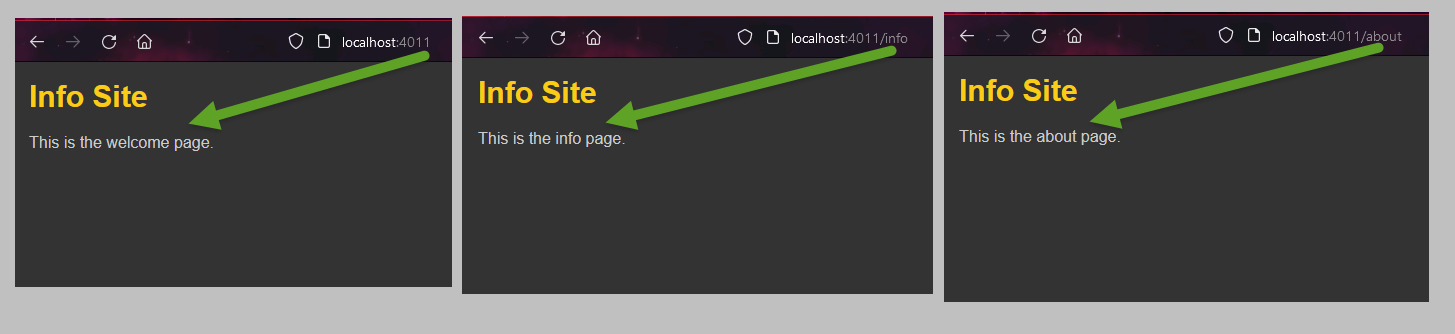 localhost:4011
Info Site
This is the welcome page.
localhost:4011/info
Info Site
This is the info page.
localhost:4011/about
Info Site
This is the about page.